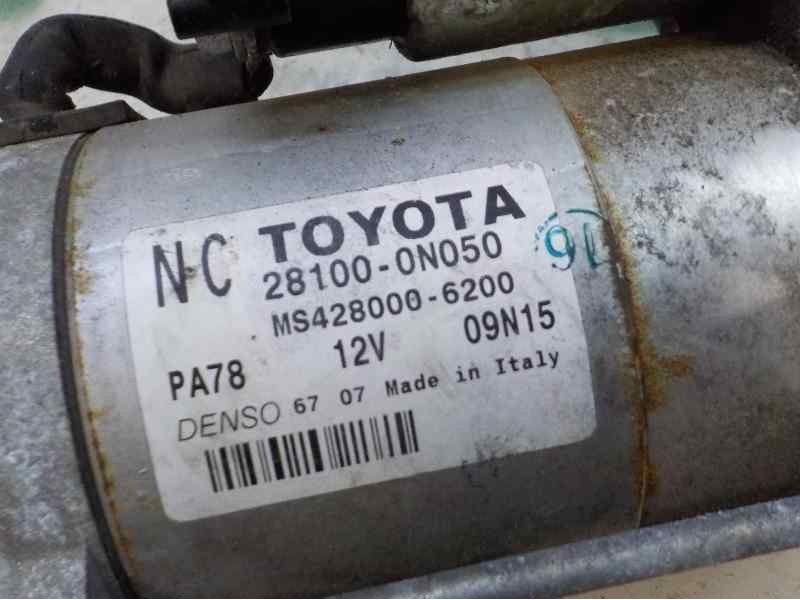 NC TOYOTA
28100-0N050
MS428000-6200
PA78 12V 09N15
DENSO 67 07 Made in Italy